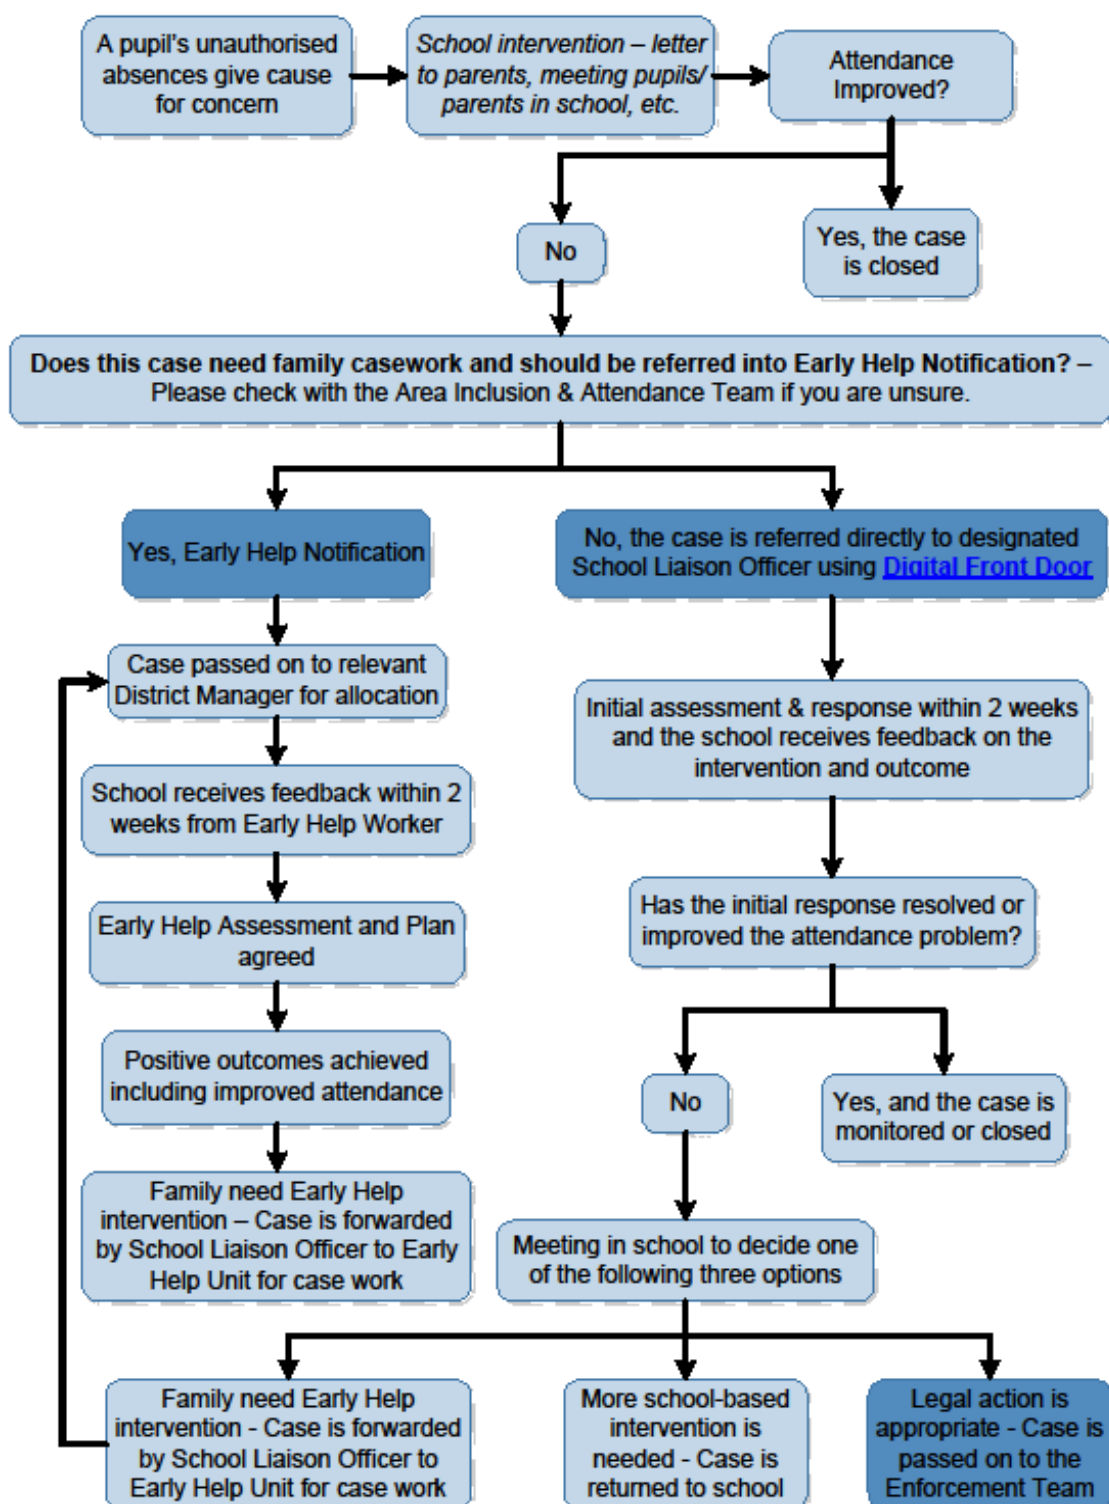 A pupil's unauthorised
absences give cause
for concern
School intervention – letter
to parents, meeting pupils/
parents in school, etc.
Attendance
Improved?
No
Yes, the case
is closed
Does this case need family casework and should be referred into Early Help Notification? –
Please check with the Area Inclusion & Attendance Team if you are unsure.
Yes, Early Help Notification
No, the case is referred directly to designated
School Liaison Officer using Digital Front Door
Case passed on to relevant
District Manager for allocation
Initial assessment & response within 2 weeks
and the school receives feedback on the
intervention and outcome
School receives feedback within 2
weeks from Early Help Worker
Has the initial response resolved or
improved the attendance problem?
Early Help Assessment and Plan
agreed
Positive outcomes achieved
including improved attendance
No
Yes, and the case is
monitored or closed
Family need Early Help
intervention – Case is forwarded
by School Liaison Officer to Early
Help Unit for case work
Meeting in school to decide one
of the following three options
Family need Early Help
intervention - Case is forwarded
by School Liaison Officer to
Early Help Unit for case work
More school-based
intervention is
needed - Case is
returned to school
Legal action is
appropriate - Case is
passed on to the
Enforcement Team